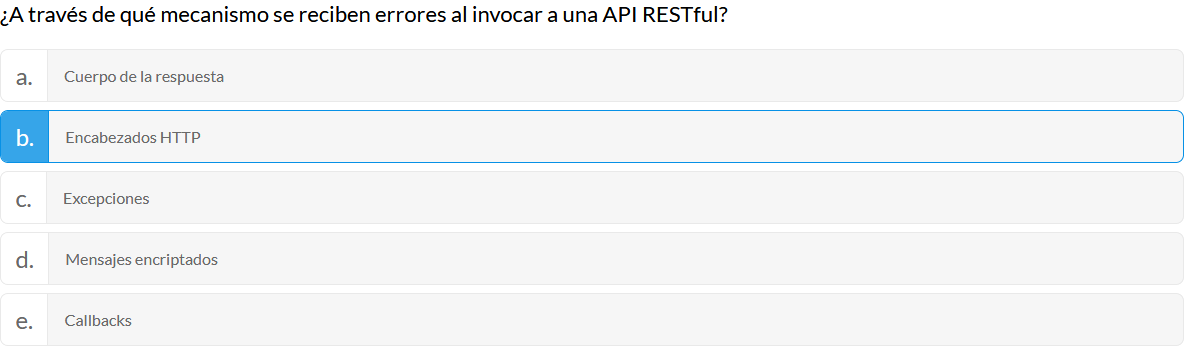 ¿A través de qué mecanismo se reciben errores al invocar a una API RESTful?
a. Cuerpo de la respuesta
b. Encabezados HTTP
c. Excepciones
d. Mensajes encriptados
e. Callbacks